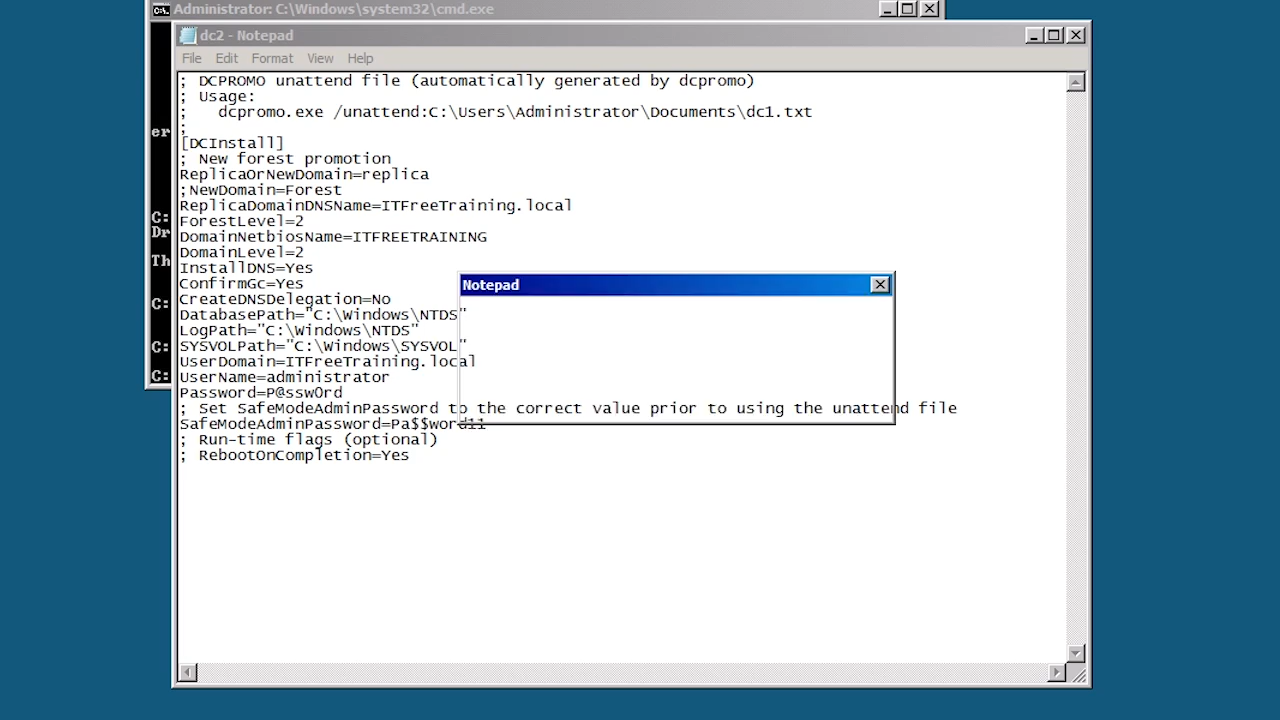 Administrator: C:\Windows\system32\cmd.exe
dc2 - Notepad
File Edit Format View Help
; DCPROMO unattend file (automatically generated by dcpromo)
; Usage:
;   dcpromo.exe /unattend:C:\Users\Administrator\Documents\dc1.txt
;
[DCInstall]
; New forest promotion
ReplicaOrNewDomain=replica
;NewDomain=Forest
ReplicaDomainDNSName=ITFreeTraining.local
ForestLevel=2
DomainNetbiosName=ITFREETRAINING
DomainLevel=2
InstallDNS=Yes
ConfirmGc=Yes
CreateDNSDelegation=No
DatabasePath="C:\Windows\NTDS"
LogPath="C:\Windows\NTDS"
SYSVOLPath="C:\Windows\SYSVOL"
UserDomain=ITFreeTraining.local
UserName=administrator
Password=P@ssw0rd
; Set SafeModeAdminPassword to the correct value prior to using the unattend file
SafeModeAdminPassword=Pa$$word11
; Run-time flags (optional)
; RebootOnCompletion=Yes
Notepad
er
C:
Dr
Th
C:
C:
C: